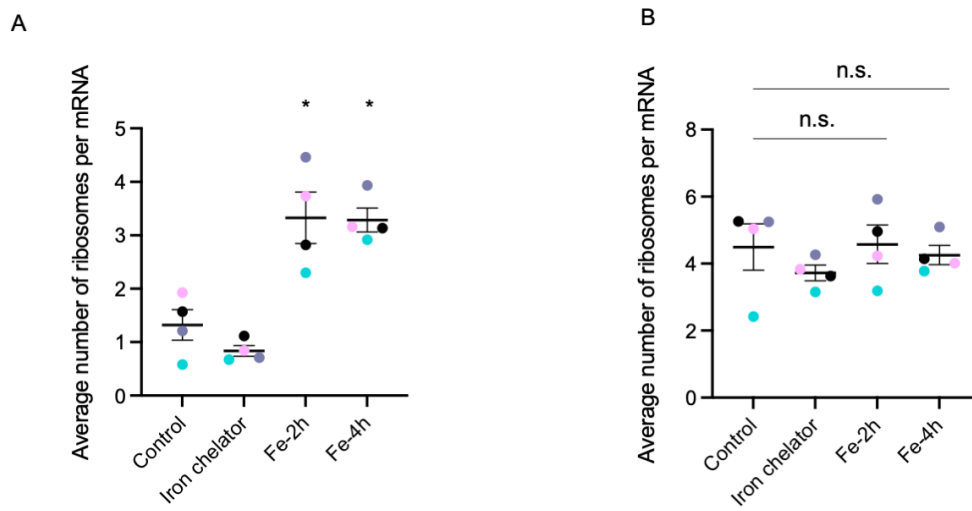 A
Average number of ribosomes per mRNA
5
4
3
2
1
0
* *
Control
Iron chelator
Fe-2h
Fe-4h
B
Average number of ribosomes per mRNA
8
6
4
2
0
n.s.
n.s.
Control
Iron chelator
Fe-2h
Fe-4h